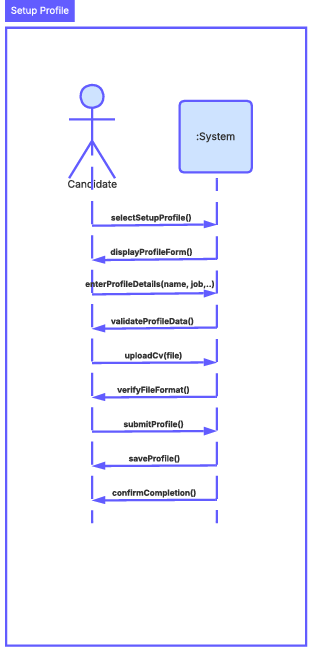 Setup Profile
:System
Candidate
selectSetupProfile()
displayProfileForm()
enterProfileDetails(name, job,..)
validateProfileData()
uploadCv(file)
verifyFileFormat()
submitProfile()
saveProfile()
confirmCompletion()